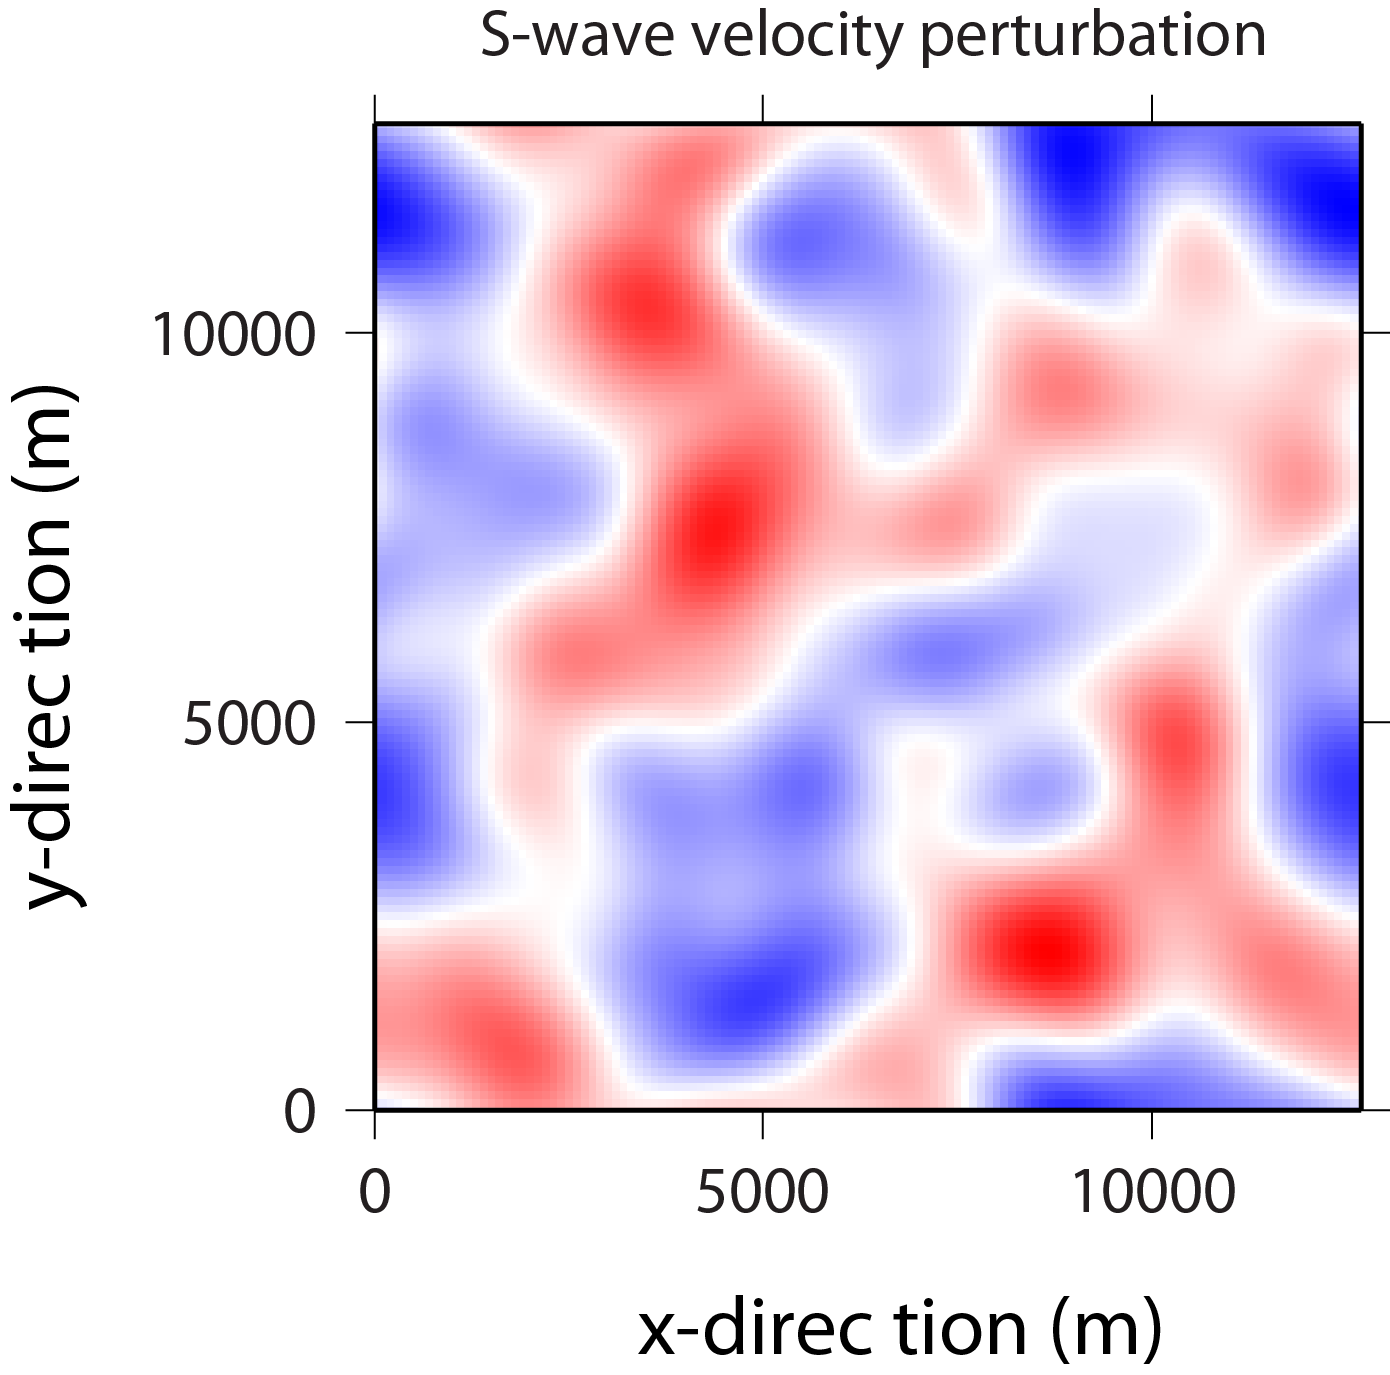 S-wave velocity perturbation
10000
5000
0
y-direc tion (m)
0 5000 10000
x-direc tion (m)